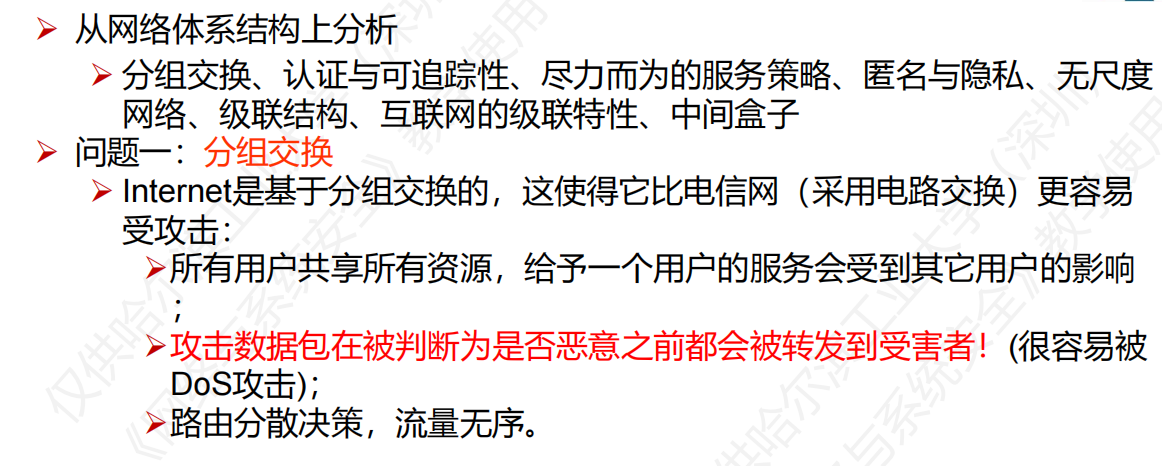 从网络体系结构上分析
分组交换、认证与可追踪性、尽力而为的服务策略、匿名与隐私、无尺度
网络、级联结构、互联网的级联特性、中间盒子
问题一：分组交换
Internet是基于分组交换的，这使得它比电信网（采用电路交换）更容易
受攻击：
所有用户共享所有资源，给予一个用户的服务会受到其它用户的影响
；
攻击数据包在被判断为是否恶意之前都会被转发到受害者！(很容易被
DoS攻击)；
路由分散决策，流量无序。